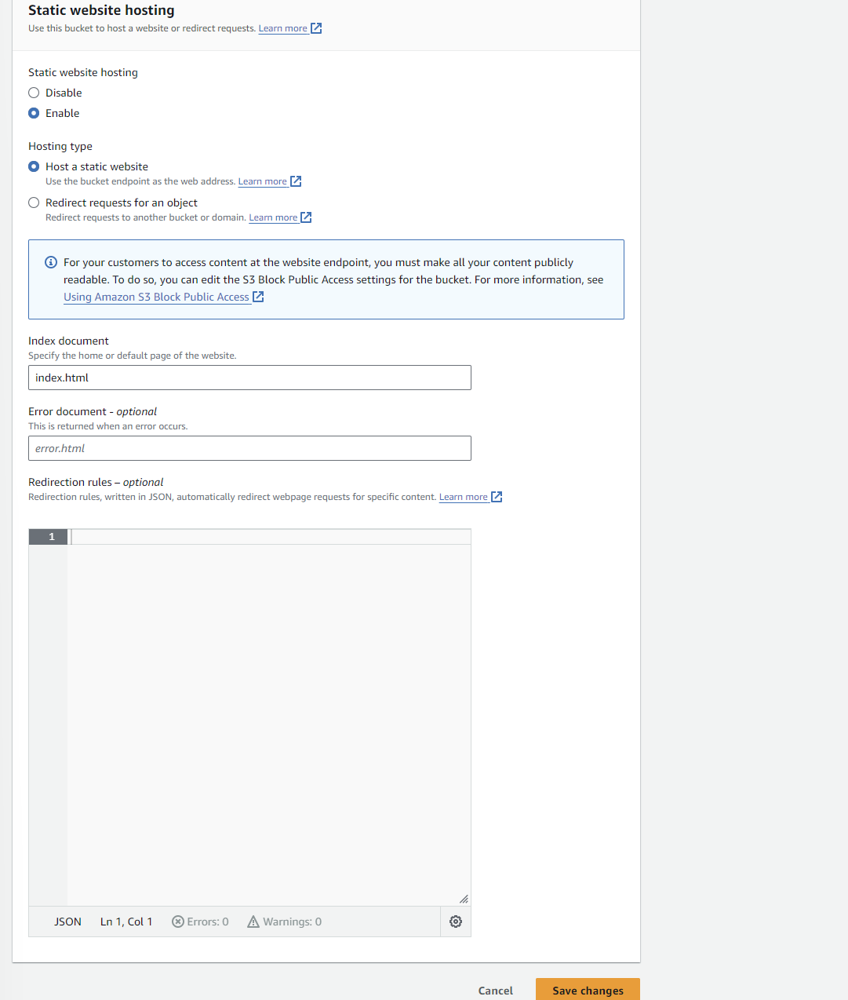 Static website hosting
Use this bucket to host a website or redirect requests. Learn more
Static website hosting
Disable
Enable
Hosting type
Host a static website
Use the bucket endpoint as the web address. Learn more
Redirect requests for an object
Redirect requests to another bucket or domain. Learn more
For your customers to access content at the website endpoint, you must make all your content publicly
readable. To do so, you can edit the S3 Block Public Access settings for the bucket. For more information, see
Using Amazon S3 Block Public Access
Index document
Specify the home or default page of the website.
index.html
Error document - optional
This is returned when an error occurs.
error.html
Redirection rules – optional
Redirection rules, written in JSON, automatically redirect webpage requests for specific content. Learn more
1
JSON Ln 1, Col 1 Errors: 0 Warnings: 0
Cancel Save changes